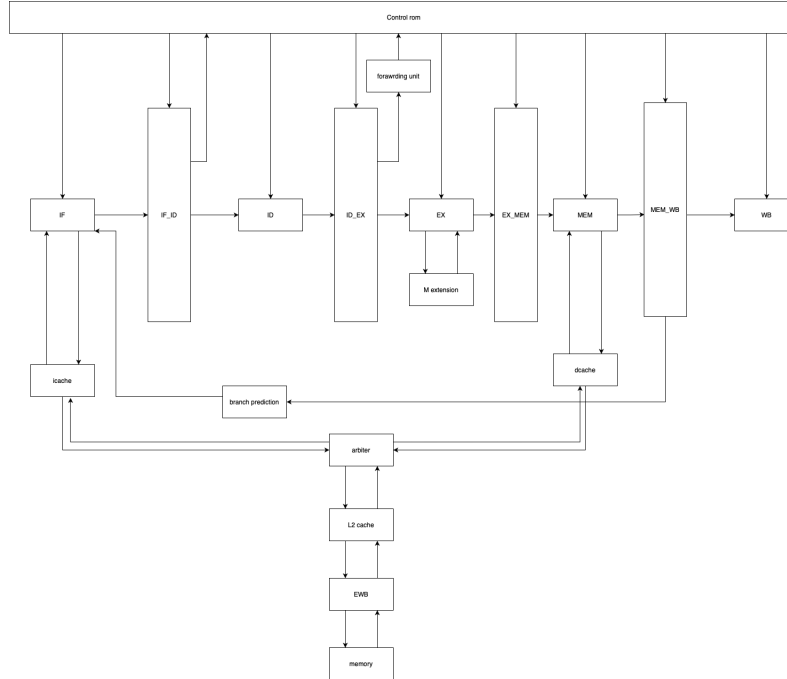 Control rom
forawrding unit
IF
IF_ID
ID
ID_EX
EX
EX_MEM
MEM
MEM_WB
WB
M extension
icache
dcache
branch prediction
arbiter
L2 cache
EWB
memory